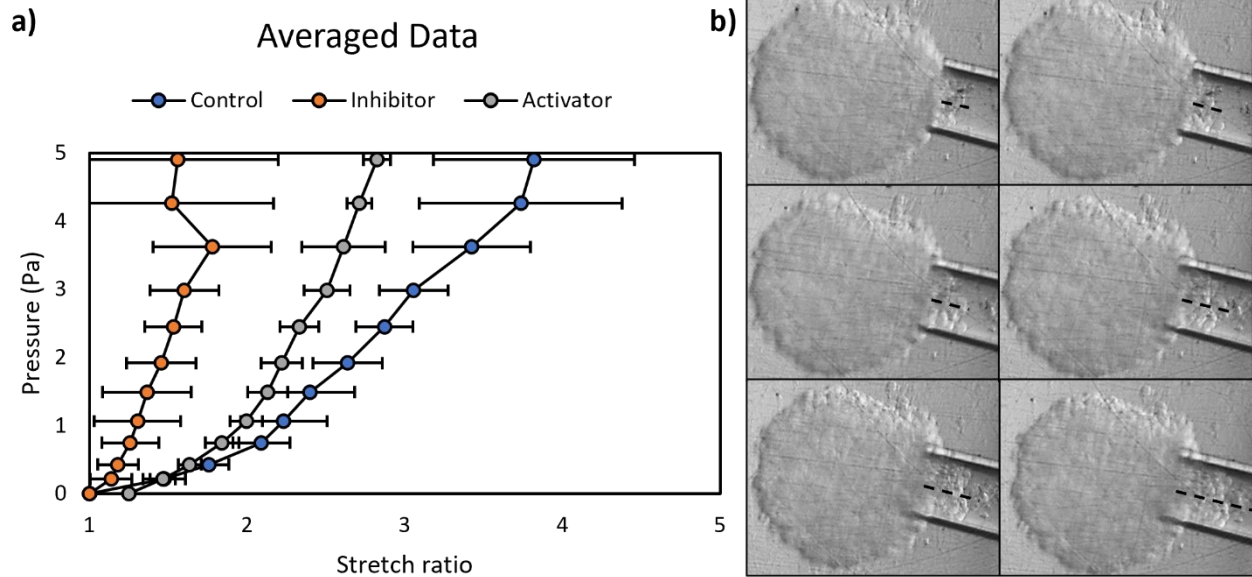 a)
Averaged Data
Control Inhibitor Activator
5
4
3
2
1
0
Pressure (Pa)
1 2 3 4 5
Stretch ratio
b)